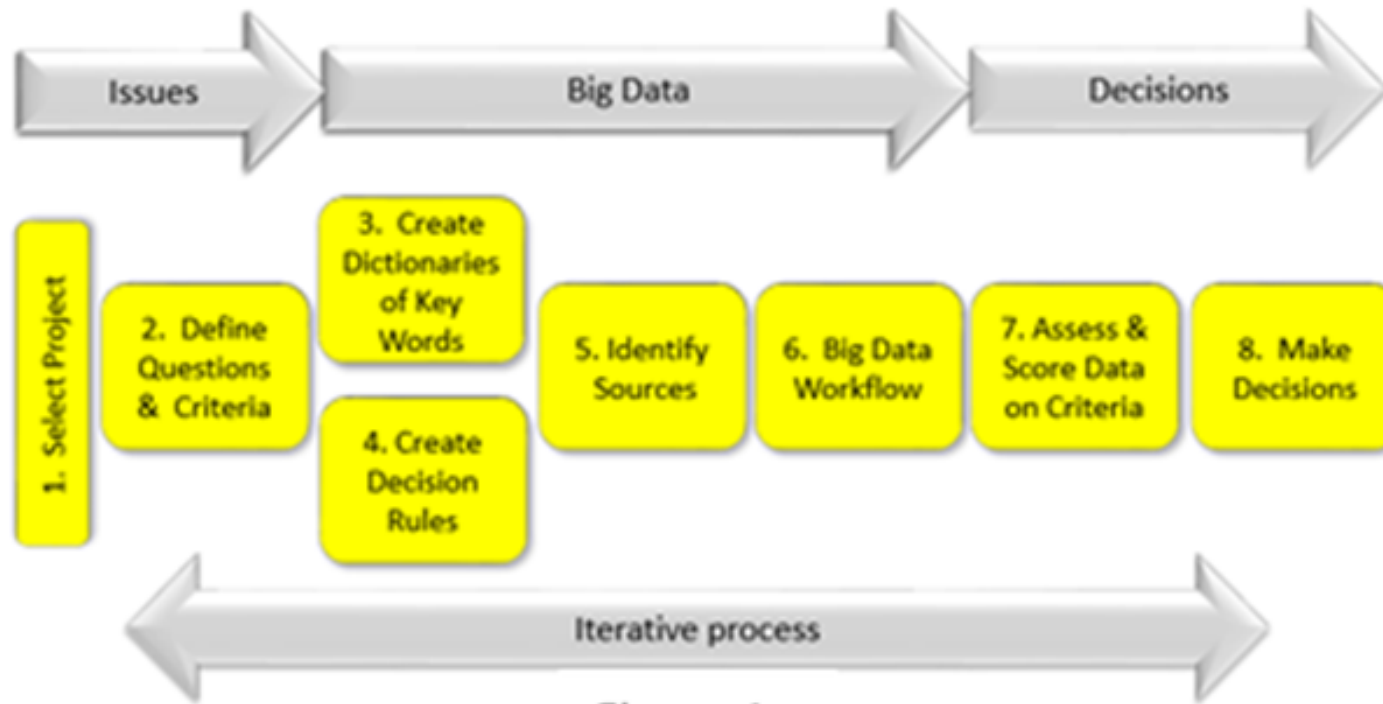 Issues
Big Data
Decisions
1. Select Project
2. Define
Questions
& Criteria
3. Create
Dictionaries
of Key
Words
4. Create
Decision
Rules
5. Identify
Sources
6. Big Data
Workflow
7. Assess &
Score Data
on Criteria
8. Make
Decisions
Iterative process